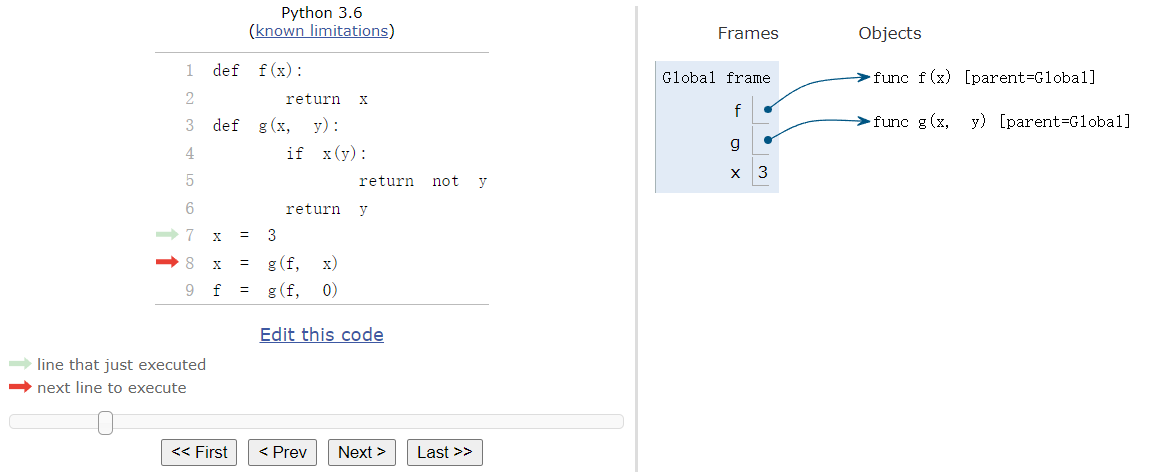 Python 3.6
(known limitations)
1 def f(x):
2 return x
3 def g(x, y):
4 if x(y):
5 return not y
6 return y
7 x = 3
8 x = g(f, x)
9 f = g(f, 0)
Edit this code
line that just executed
next line to execute
<< First < Prev Next > Last >>
Frames Objects
Global frame
f
g
x 3
func f(x) [parent=Global]
func g(x, y) [parent=Global]